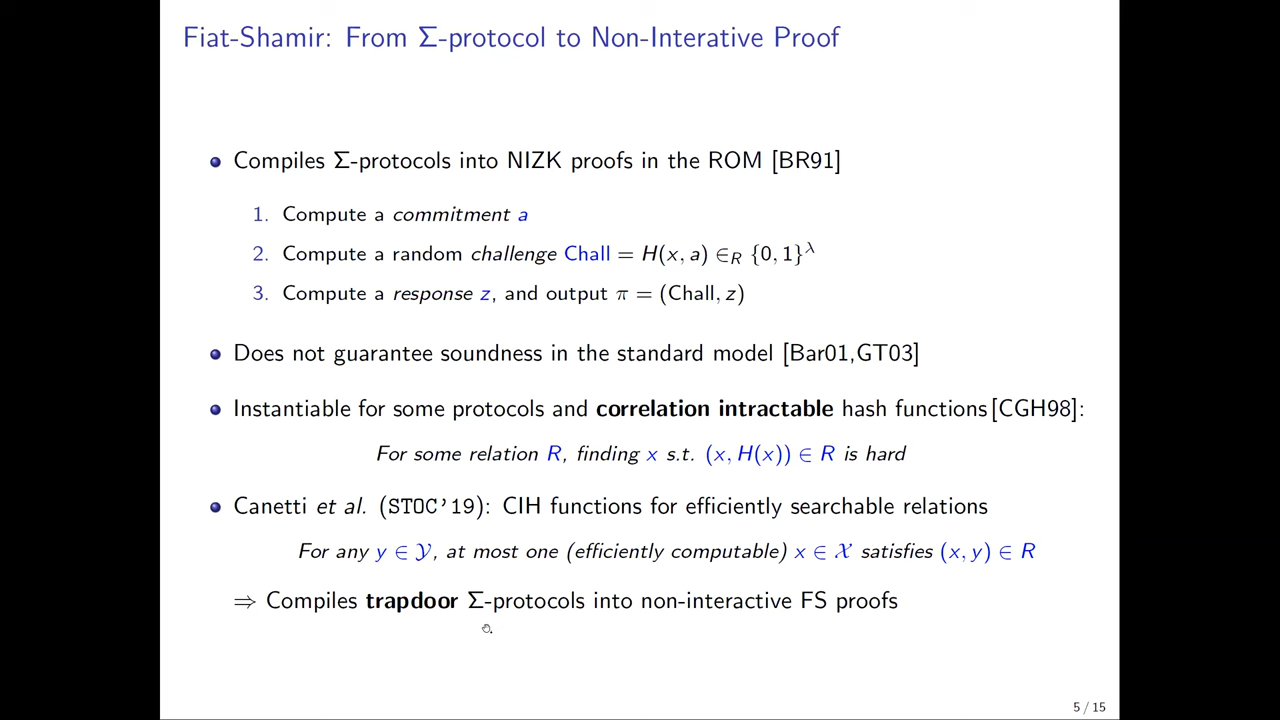 Fiat-Shamir: From Σ-protocol to Non-Interative Proof
Compiles Σ-protocols into NIZK proofs in the ROM [BR91]
1. Compute a commitment a
2. Compute a random challenge Chall = H(x, a) ∈R {0, 1}^λ
3. Compute a response z, and output π = (Chall, z)
Does not guarantee soundness in the standard model [Bar01,GT03]
Instantiable for some protocols and correlation intractable hash functions[CGH98]:
For some relation R, finding x s.t. (x, H(x)) ∈ R is hard
Canetti et al. (STOC'19): CIH functions for efficiently searchable relations
For any y ∈ 𝒴, at most one (efficiently computable) x ∈ 𝒳 satisfies (x, y) ∈ R
⇒ Compiles trapdoor Σ-protocols into non-interactive FS proofs
5 / 15